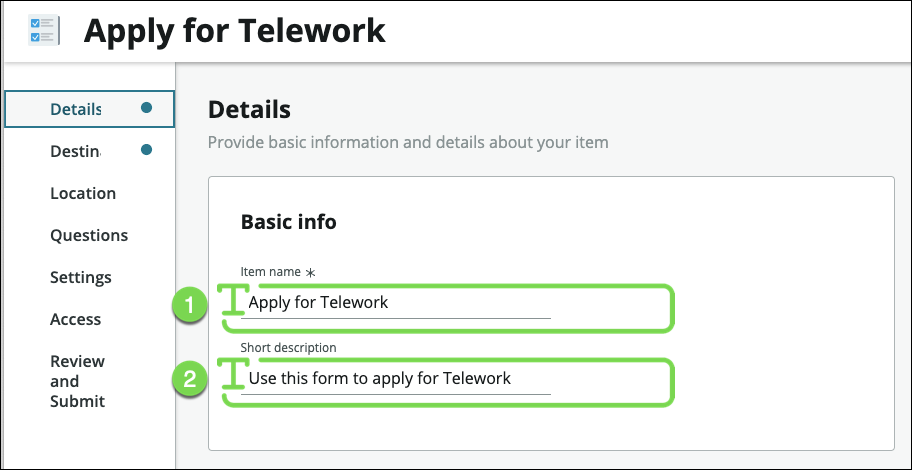 Apply for Telework
Details
Destin
Location
Questions
Settings
Access
Review
and
Submit
Details
Provide basic information and details about your item
Basic info
Item name *
1
Apply for Telework
Short description
2
Use this form to apply for Telework